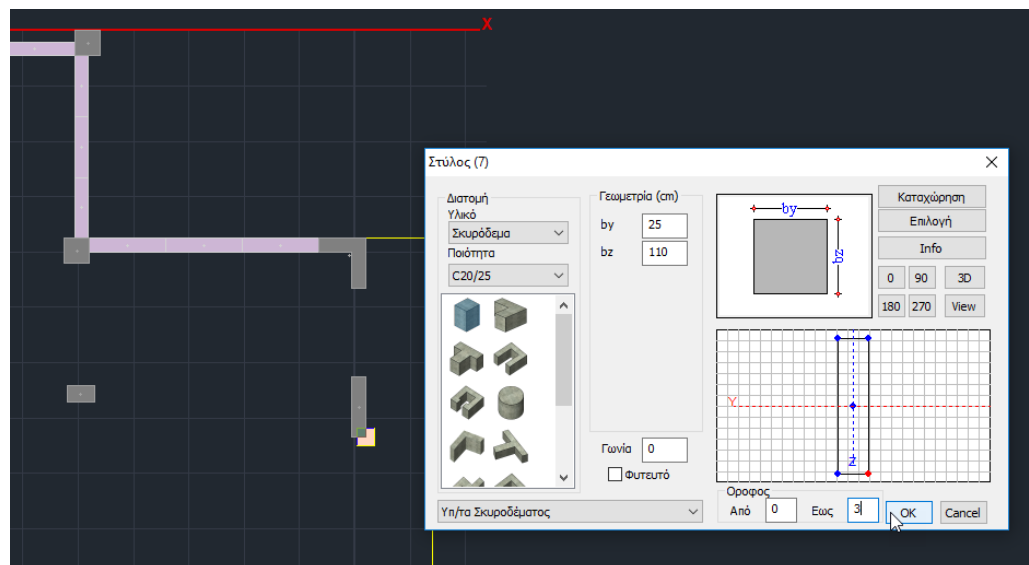 X
Στύλος (7)
Διατομή
Υλικό
Σκυρόδεμα
Ποιότητα
C20/25
Υπ/τα Σκυροδέματος
Γεωμετρία (cm)
by 25
bz 110
Γωνία 0
Φυτευτό
by
bz
Καταχώρηση
Επιλογή
Info
0 90 3D
180 270 View
Y
Z
Οροφος
Από 0 Εως 3
OK Cancel